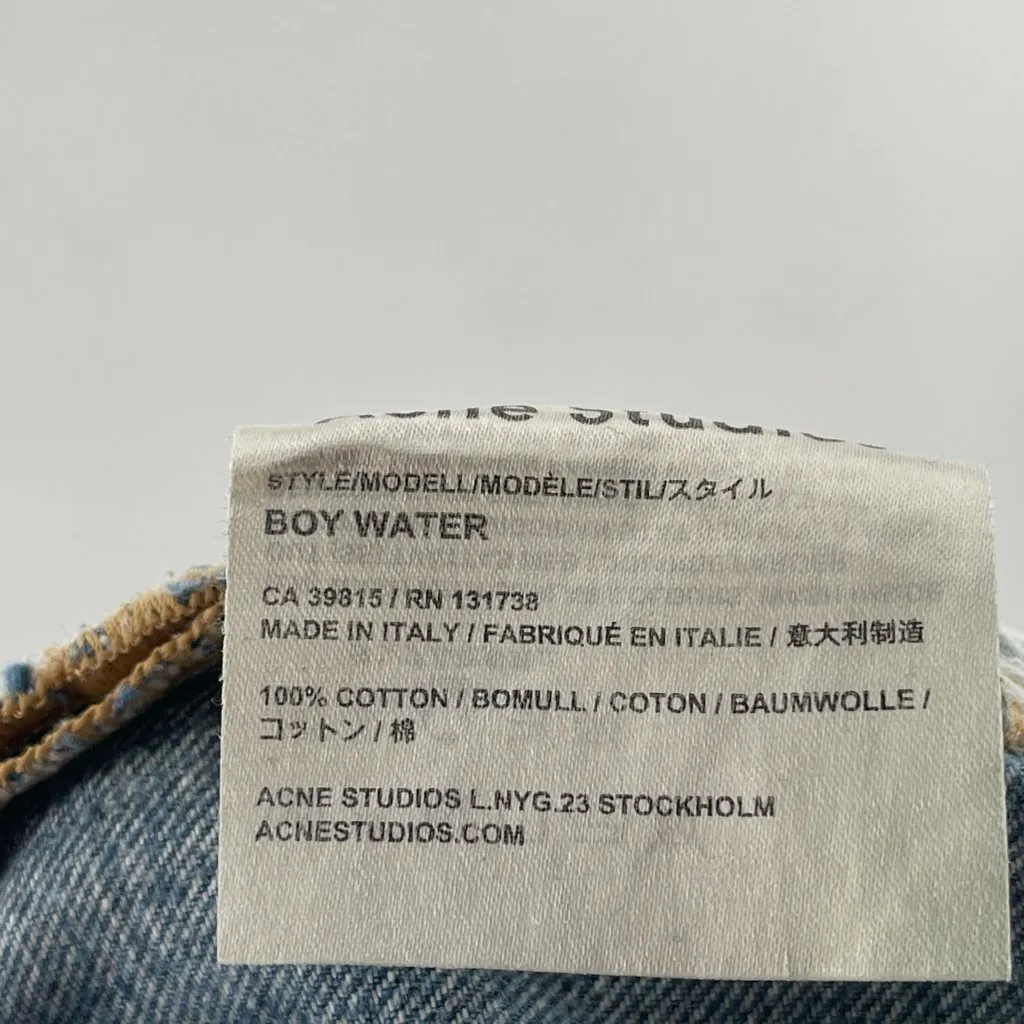 Acne Studios
STYLE/MODELL/MODÈLE/STIL/スタイル
BOY WATER
CA 39815 / RN 131738
MADE IN ITALY / FABRIQUÉ EN ITALIE / 意大利制造
100% COTTON / BOMULL / COTON / BAUMWOLLE /
コットン / 棉
ACNE STUDIOS L.NYG.23 STOCKHOLM
ACNESTUDIOS.COM